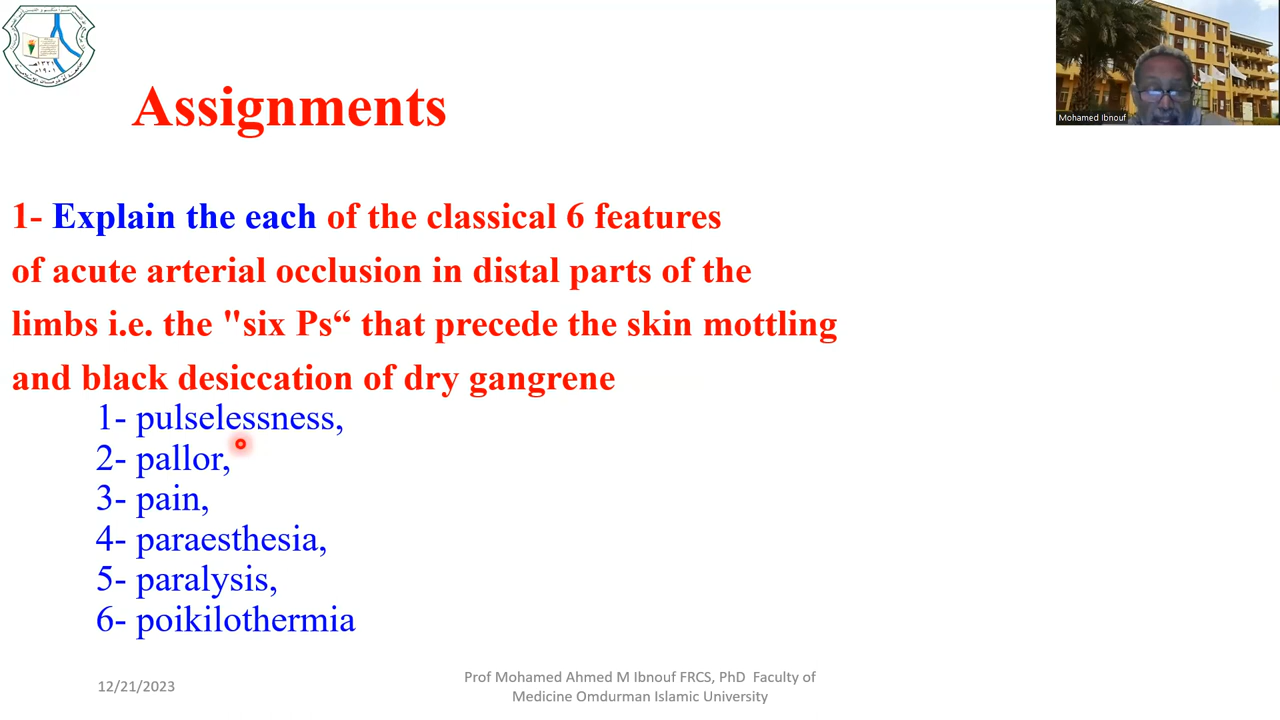 Assignments
Mohamed Ibnouf
1- Explain the each of the classical 6 features
of acute arterial occlusion in distal parts of the
limbs i.e. the "six Ps“ that precede the skin mottling
and black desiccation of dry gangrene
1- pulselessness,
2- pallor,
3- pain,
4- paraesthesia,
5- paralysis,
6- poikilothermia
12/21/2023
Prof Mohamed Ahmed M Ibnouf FRCS, PhD Faculty of
Medicine Omdurman Islamic University